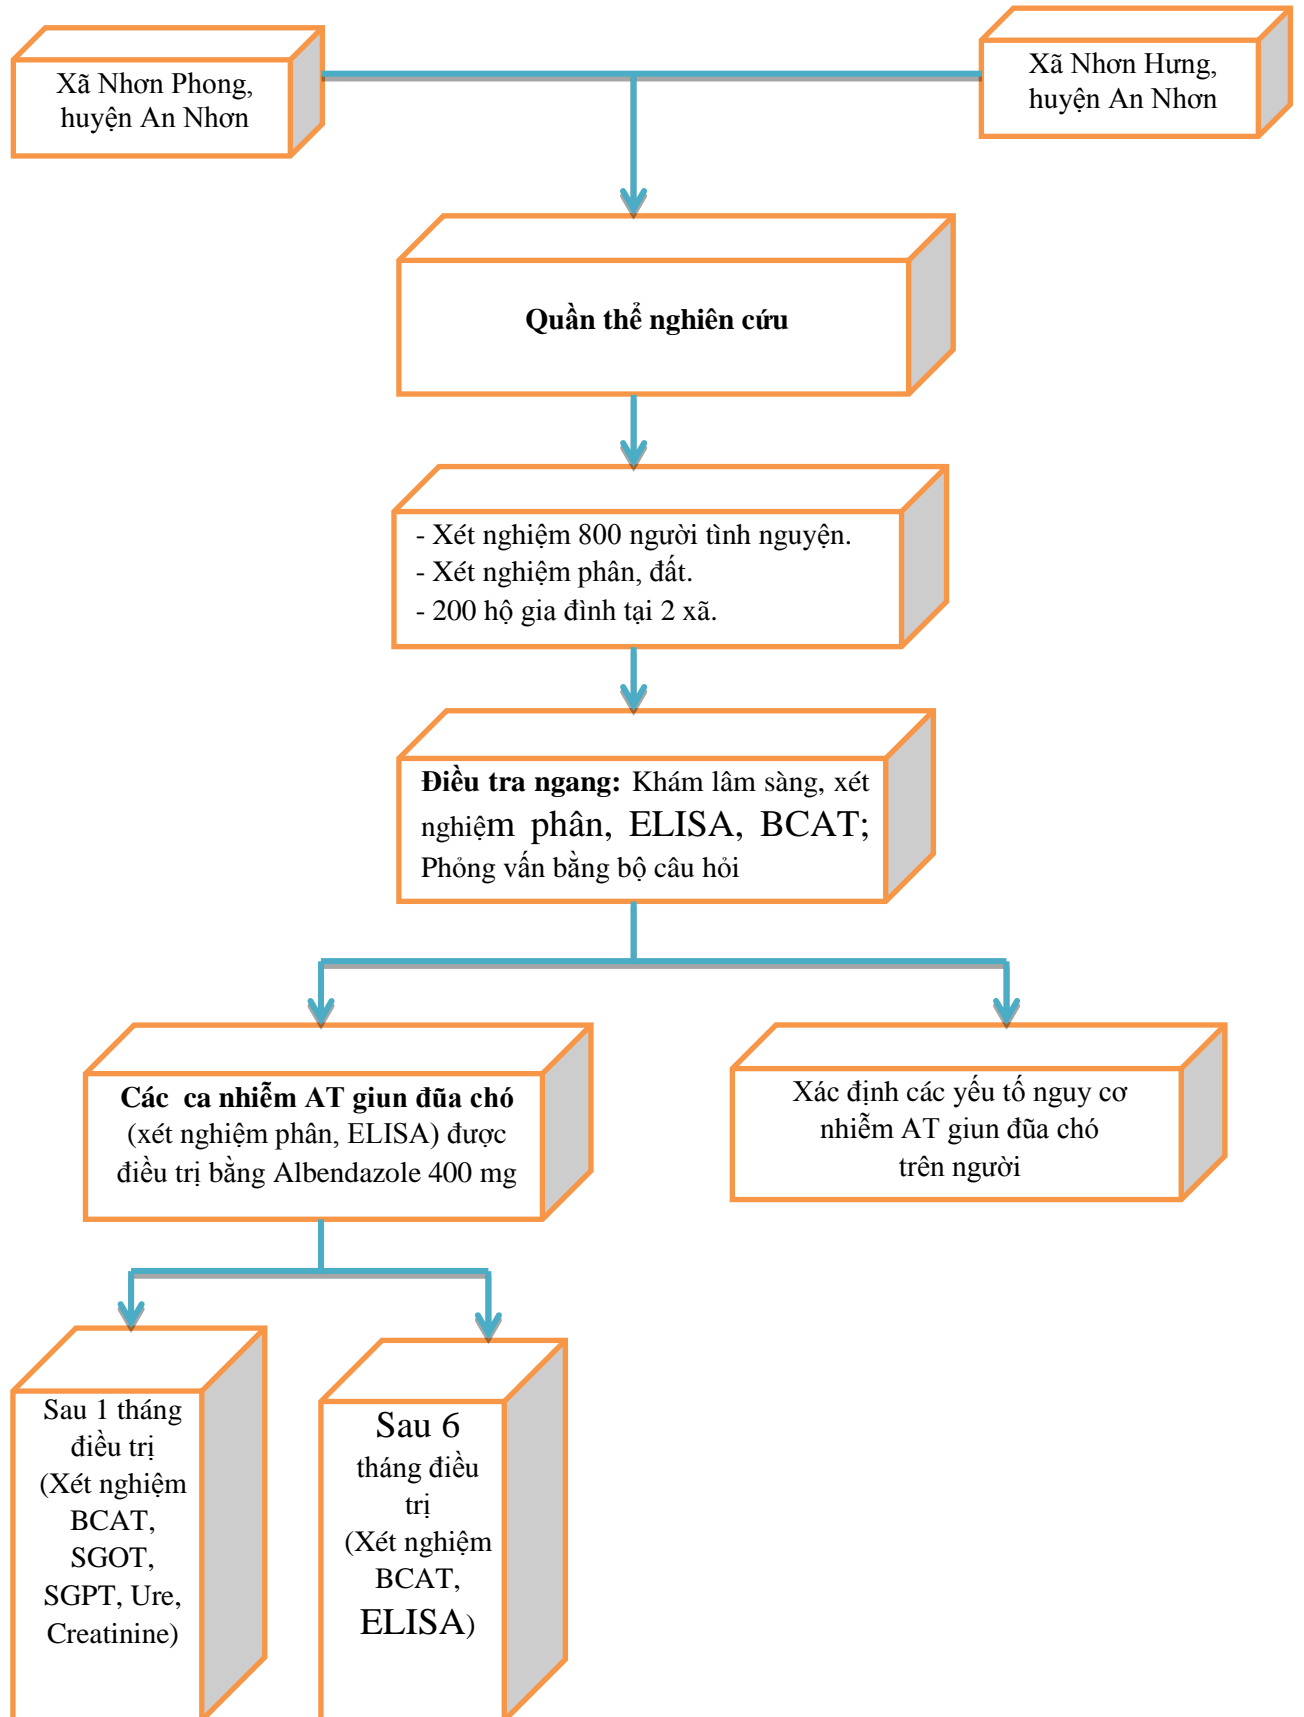 Xã Nhơn Phong,
huyện An Nhơn
Xã Nhơn Hưng,
huyện An Nhơn
Quần thể nghiên cứu
- Xét nghiệm 800 người tình nguyện.
- Xét nghiệm phân, đất.
- 200 hộ gia đình tại 2 xã.
Điều tra ngang: Khám lâm sàng, xét
nghiệm phân, ELISA, BCAT;
Phỏng vấn bằng bộ câu hỏi
Các ca nhiễm AT giun đũa chó
(xét nghiệm phân, ELISA) được
điều trị bằng Albendazole 400 mg
Xác định các yếu tố nguy cơ
nhiễm AT giun đũa chó
trên người
Sau 1 tháng
điều trị
(Xét nghiệm
BCAT,
SGOT,
SGPT, Ure,
Creatinine)
Sau 6
tháng điều
trị
(Xét nghiệm
BCAT,
ELISA)